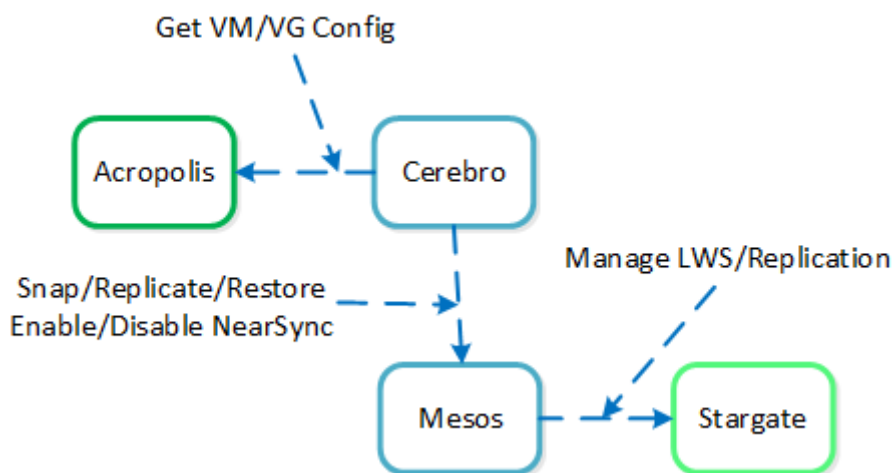 Get VM/VG Config
Acropolis
Cerebro
Manage LWS/Replication
Snap/Replicate/Restore
Enable/Disable NearSync
Mesos
Stargate